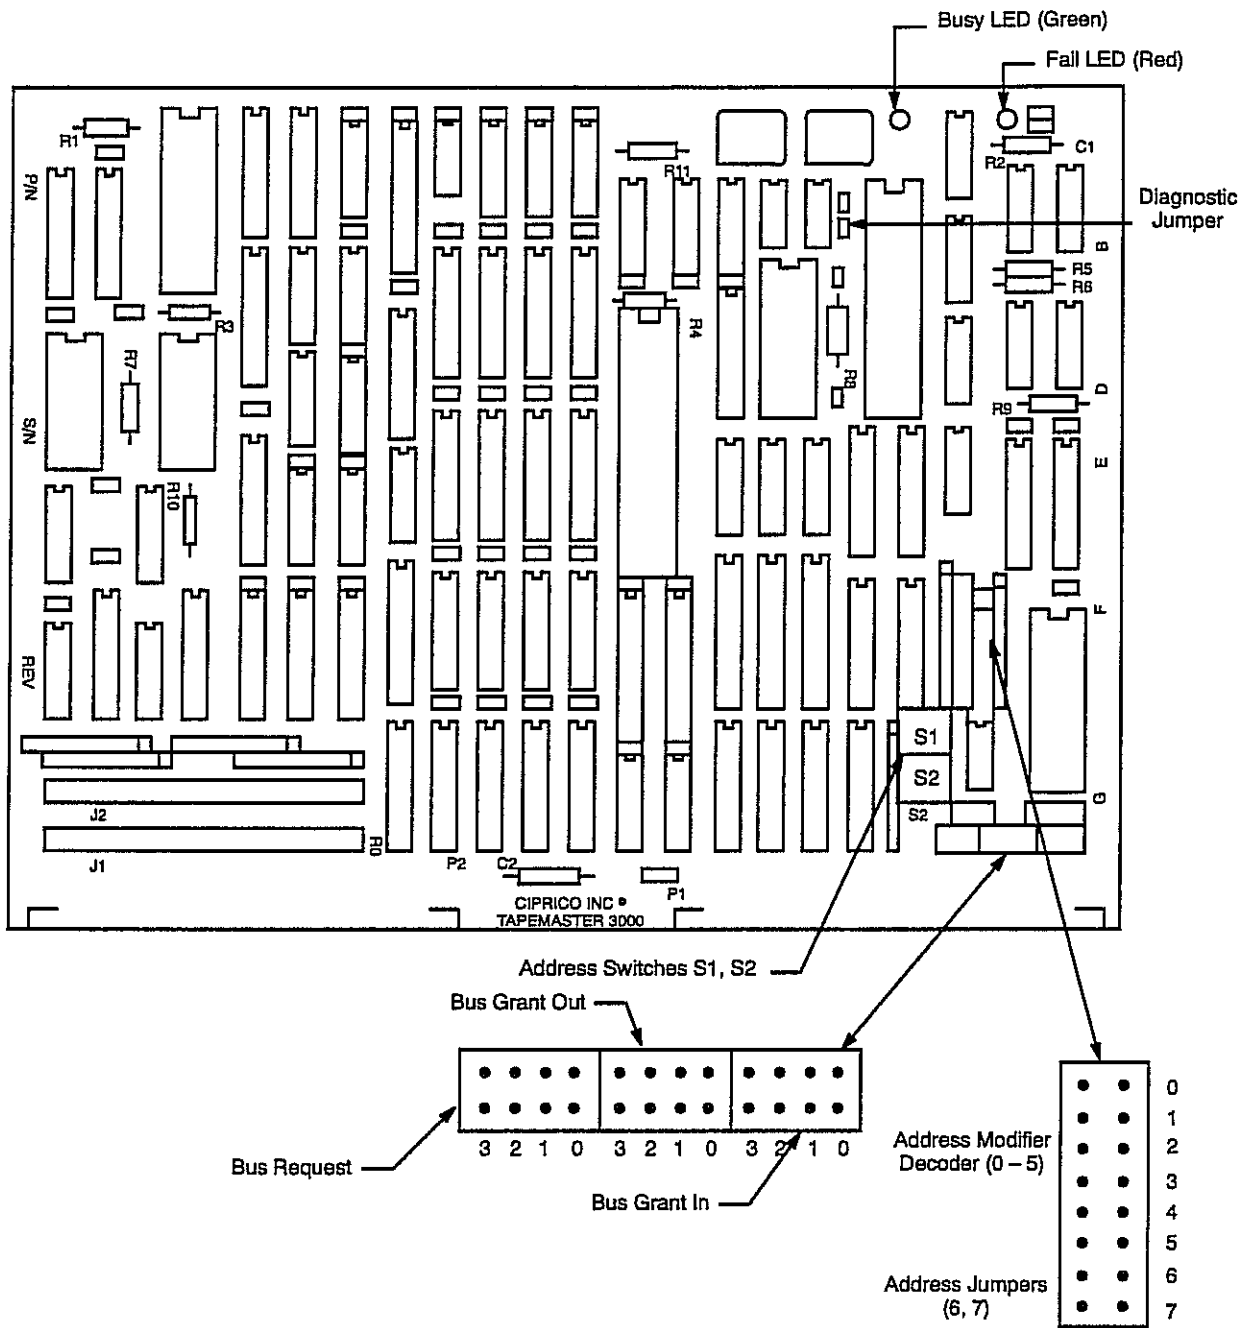 Busy LED (Green)
Fail LED (Red)
R1
R11
R2
C1
P/N
Diagnostic
Jumper
B
R5
R6
R3
R4
R7
R8
D
R9
S/N
E
R10
F
REV
S1
S2
G
J2
S2
J1
R0
P2
C2
P1
CIPRICO INC ®
TAPEMASTER 3000
Address Switches S1, S2
Bus Grant Out
3 2 1 0 3 2 1 0 3 2 1 0
Bus Request
Bus Grant In
0
1
Address Modifier
Decoder (0 – 5)
2
3
4
5
6
Address Jumpers
(6, 7)
7